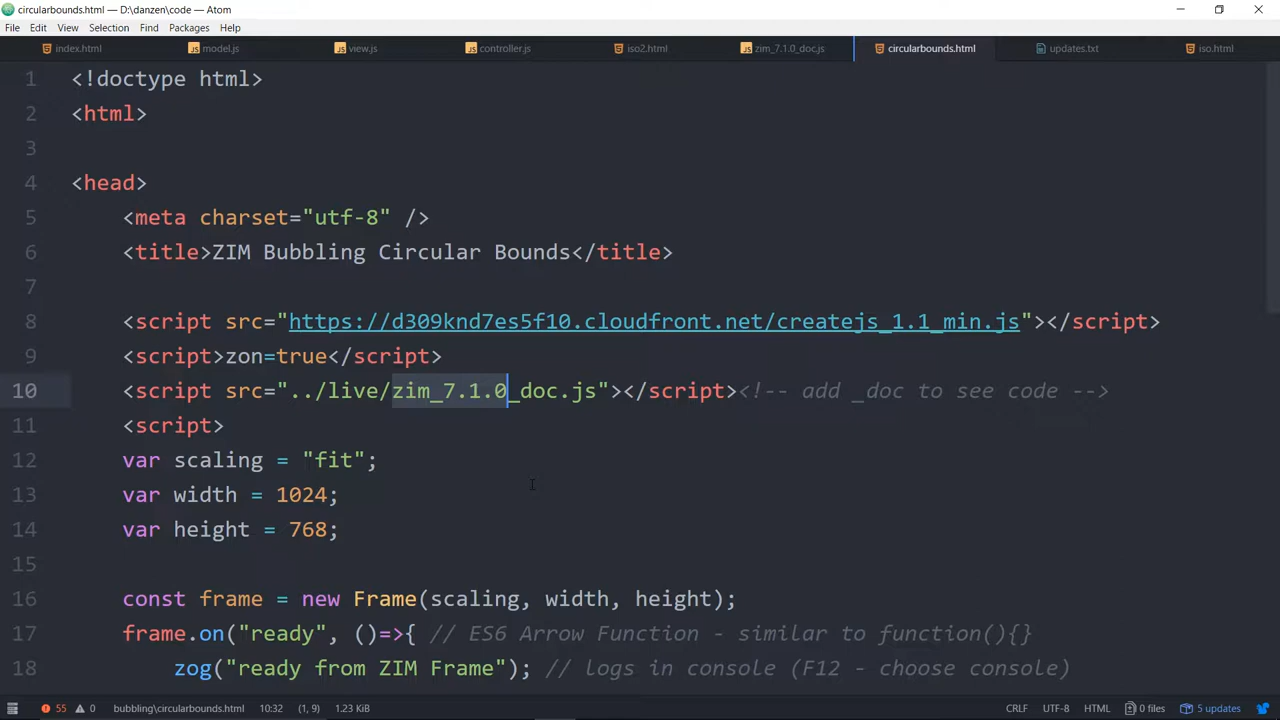 circularbounds.html — D:\danzen\code — Atom
File Edit View Selection Find Packages Help
index.html model.js view.js controller.js iso2.html zim_7.1.0_doc.js circularbounds.html updates.txt iso.html
1 <!doctype html>
2 <html>
3
4 <head>
5 <meta charset="utf-8" />
6 <title>ZIM Bubbling Circular Bounds</title>
7
8 <script src="https://d309knd7es5f10.cloudfront.net/createjs_1.1_min.js"></script>
9 <script>zon=true</script>
10 <script src="../live/zim_7.1.0_doc.js"></script><!-- add _doc to see code -->
11 <script>
12 var scaling = "fit";
13 var width = 1024;
14 var height = 768;
15
16 const frame = new Frame(scaling, width, height);
17 frame.on("ready", ()=>{ // ES6 Arrow Function - similar to function(){}
18 zog("ready from ZIM Frame"); // logs in console (F12 - choose console)
55 0 bubbling\circularbounds.html 10:32 (1, 9) 1.23 KiB CRLF UTF-8 HTML 0 files 5 updates